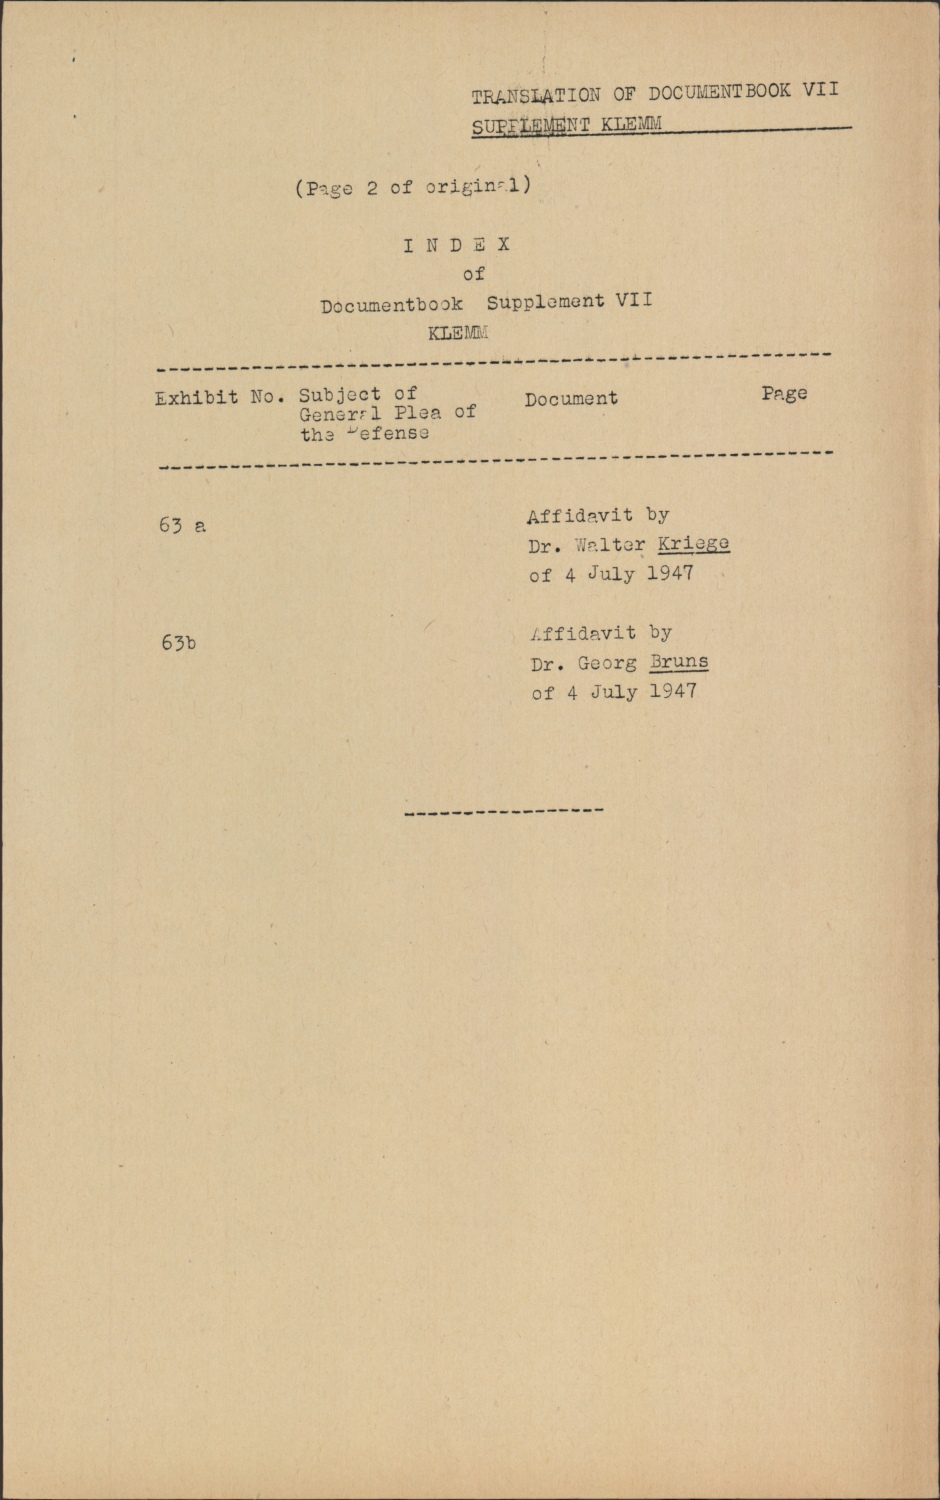 TRANSLATION OF DOCUMENTBOOK VII
SUPPLEMENT KLEMM
(Page 2 of original)
I N D E X
of
Documentbook Supplement VII
KLEMM
Exhibit No. Subject of General Plea of the Defense Document Page
63 a
Affidavit by
Dr. Walter Kriege
of 4 July 1947
63b
Affidavit by
Dr. Georg Bruns
of 4 July 1947